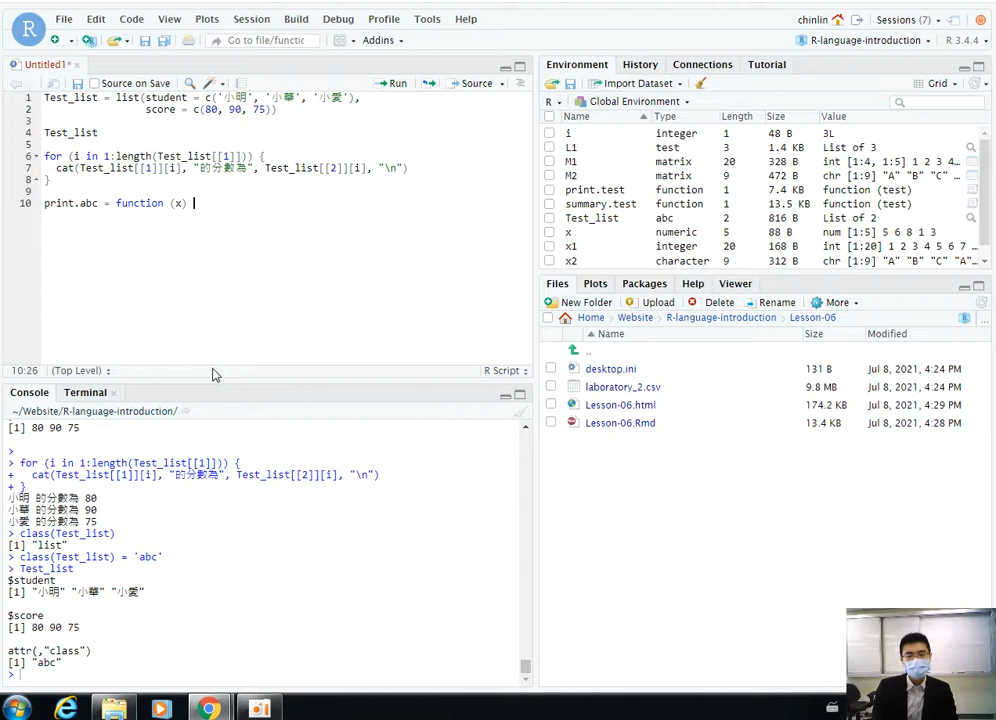 File Edit Code View Plots Session Build Debug Profile Tools Help
chinlin Sessions (7)
Go to file/functic Addins
R-language-introduction R 3.4.4
Untitled1*
Source on Save Run Source
1 Test_list = list(student = c('小明', '小華', '小愛'),
2 score = c(80, 90, 75))
3
4 Test_list
5
6 for (i in 1:length(Test_list[[1]])) {
7 cat(Test_list[[1]][i], "的分數為", Test_list[[2]][i], "\n")
8 }
9
10 print.abc = function (x)
10:26 (Top Level) R Script
Console Terminal
~/Website/R-language-introduction/
[1] 80 90 75
>
> for (i in 1:length(Test_list[[1]])) {
+ cat(Test_list[[1]][i], "的分數為", Test_list[[2]][i], "\n")
+ }
小明 的分數為 80
小華 的分數為 90
小愛 的分數為 75
> class(Test_list)
[1] "list"
> class(Test_list) = 'abc'
> Test_list
$student
[1] "小明" "小華" "小愛"
$score
[1] 80 90 75
attr(,"class")
[1] "abc"
>
Environment History Connections Tutorial
Import Dataset Grid
R Global Environment
Name Type Length Size Value
i integer 1 48 B 3L
L1 test 3 1.4 KB List of 3
M1 matrix 20 328 B int [1:4, 1:5] 1 2 3 4…
M2 matrix 9 472 B chr [1:9] "A" "B" "C" …
print.test function 1 7.4 KB function (test)
summary.test function 1 13.5 KB function (test)
Test_list abc 2 816 B List of 2
x numeric 5 88 B num [1:5] 5 6 8 1 3
x1 integer 20 168 B int [1:20] 1 2 3 4 5 6 7 …
x2 character 9 312 B chr [1:9] "A" "B" "C" "A"…
Files Plots Packages Help Viewer
New Folder Upload Delete Rename More
Home Website R-language-introduction Lesson-06
Name Size Modified
..
desktop.ini 131 B Jul 8, 2021, 4:24 PM
laboratory_2.csv 9.8 MB Jul 8, 2021, 4:24 PM
Lesson-06.html 174.2 KB Jul 8, 2021, 4:29 PM
Lesson-06.Rmd 13.4 KB Jul 8, 2021, 4:28 PM